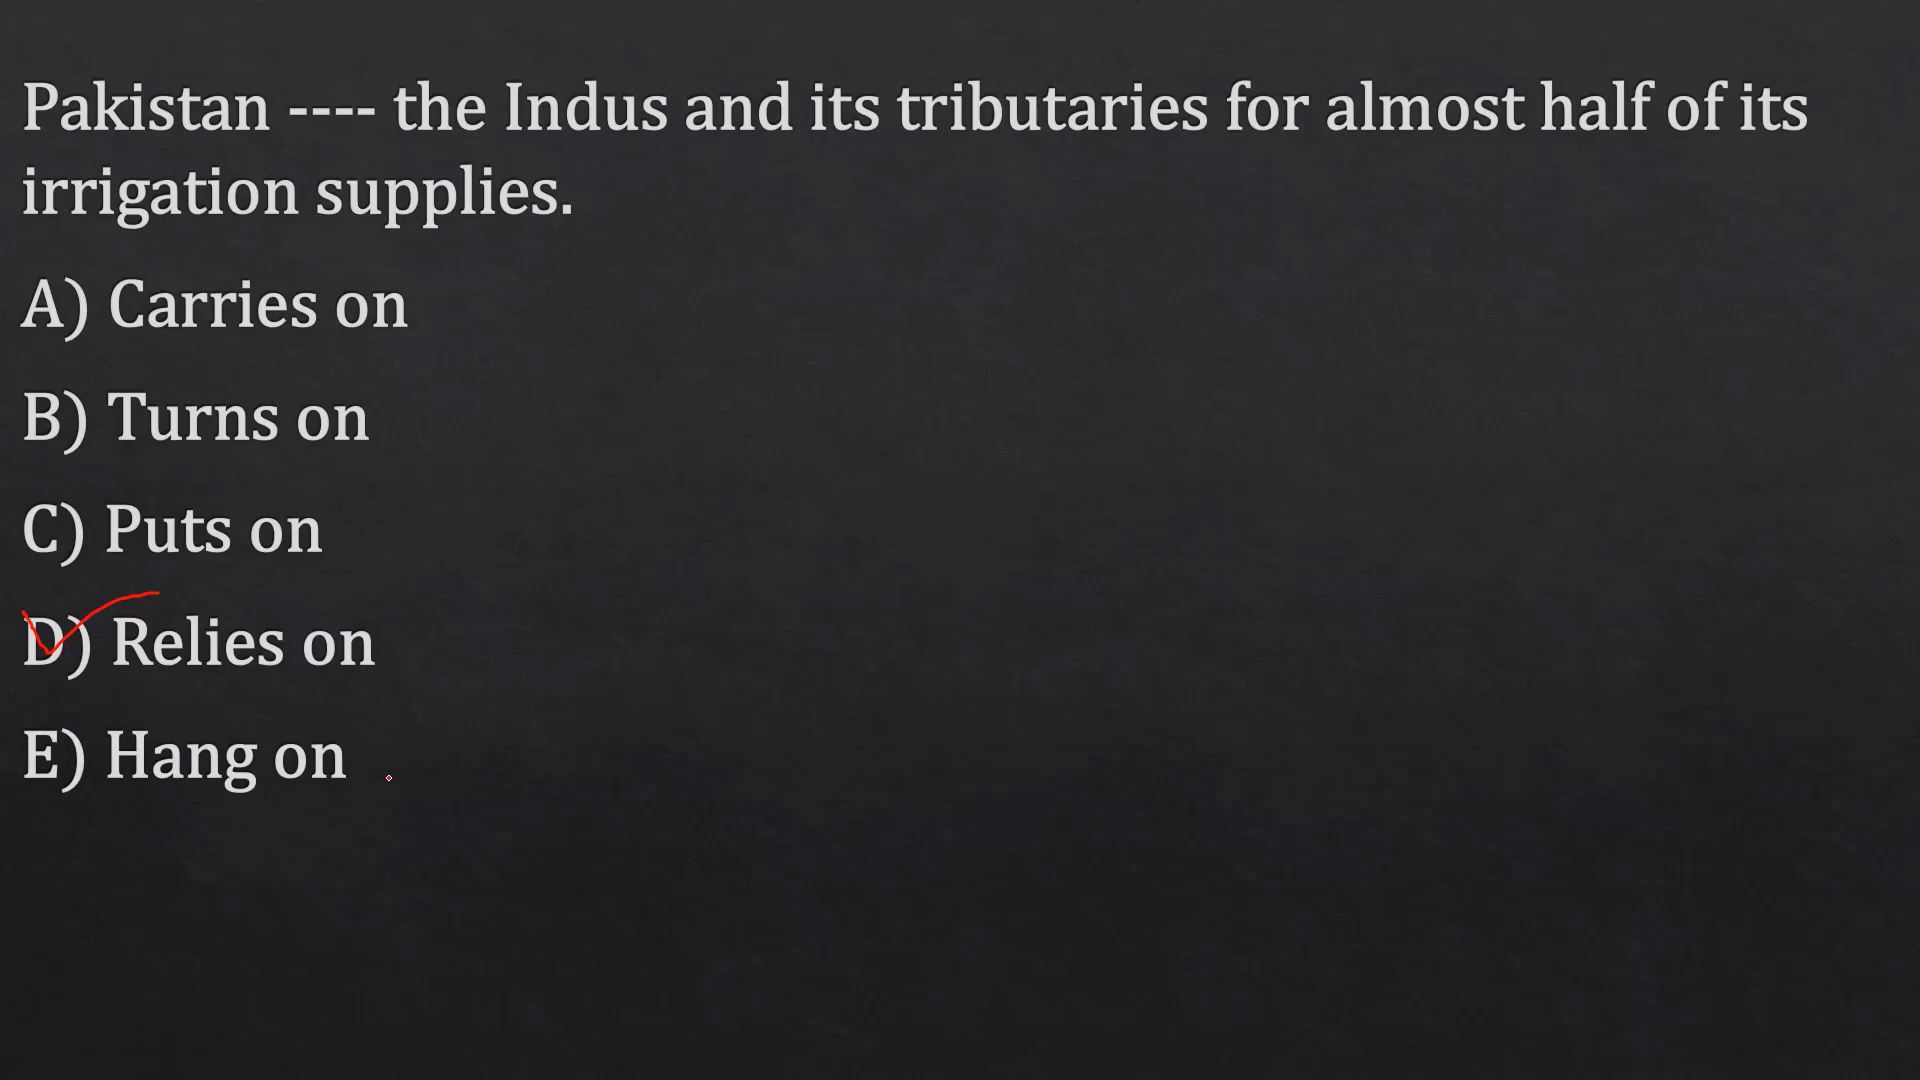 Pakistan ---- the Indus and its tributaries for almost half of its
irrigation supplies.
A) Carries on
B) Turns on
C) Puts on
D) Relies on
E) Hang on